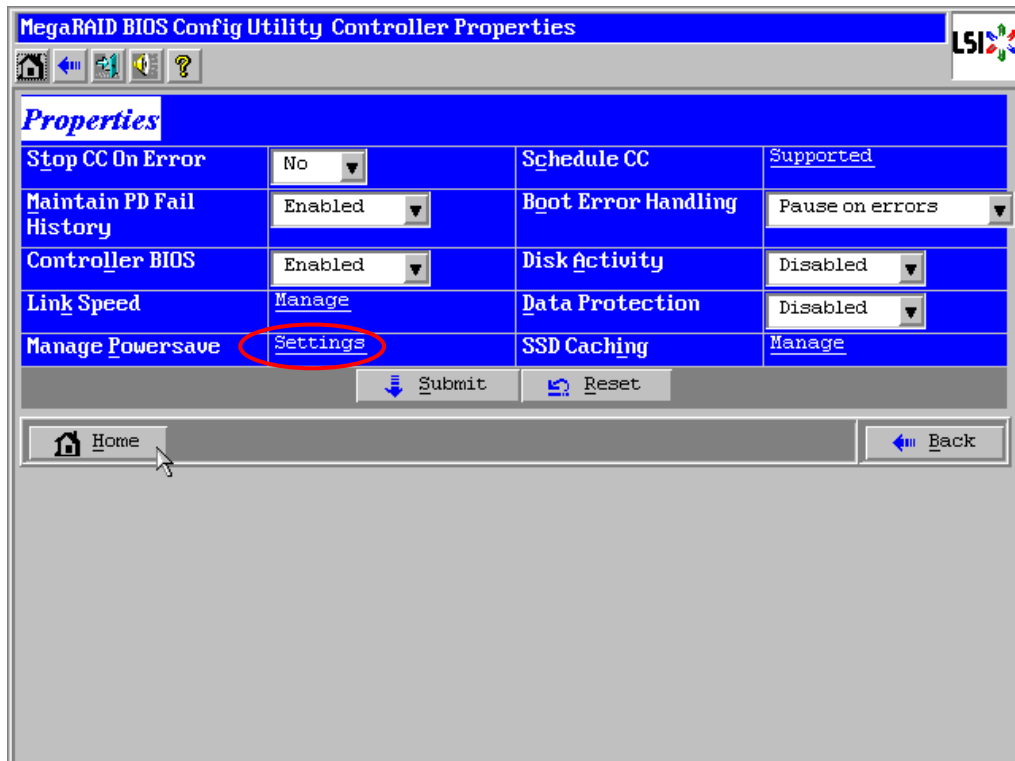 MegaRAID BIOS Config Utility Controller Properties
LSI
Properties
Stop CC On Error No Schedule CC Supported
Maintain PD Fail History Enabled Boot Error Handling Pause on errors
Controller BIOS Enabled Disk Activity Disabled
Link Speed Manage Data Protection Disabled
Manage Powersave Settings SSD Caching Manage
Submit Reset
Home Back